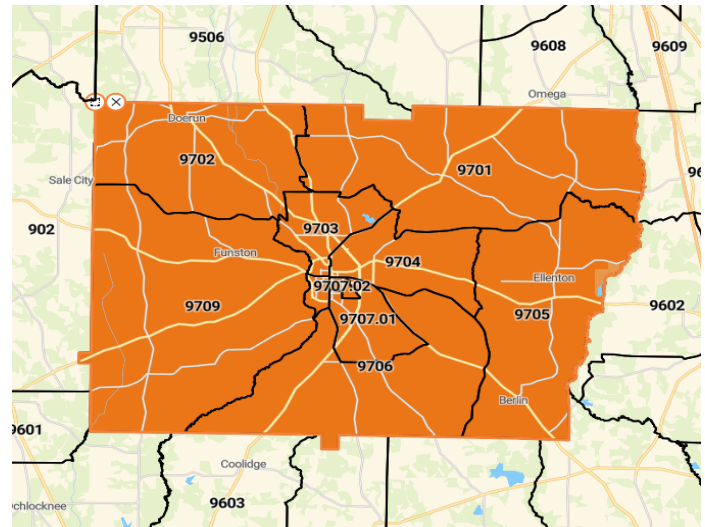 9506
9608
9609
Omega
Doerun
9702
9701
Sale City
902
9703
Funston
9704
Ellenton
9707.02
9709
9707.01
9705
9602
9706
Berlin
9601
Coolidge
9603
chlocknee